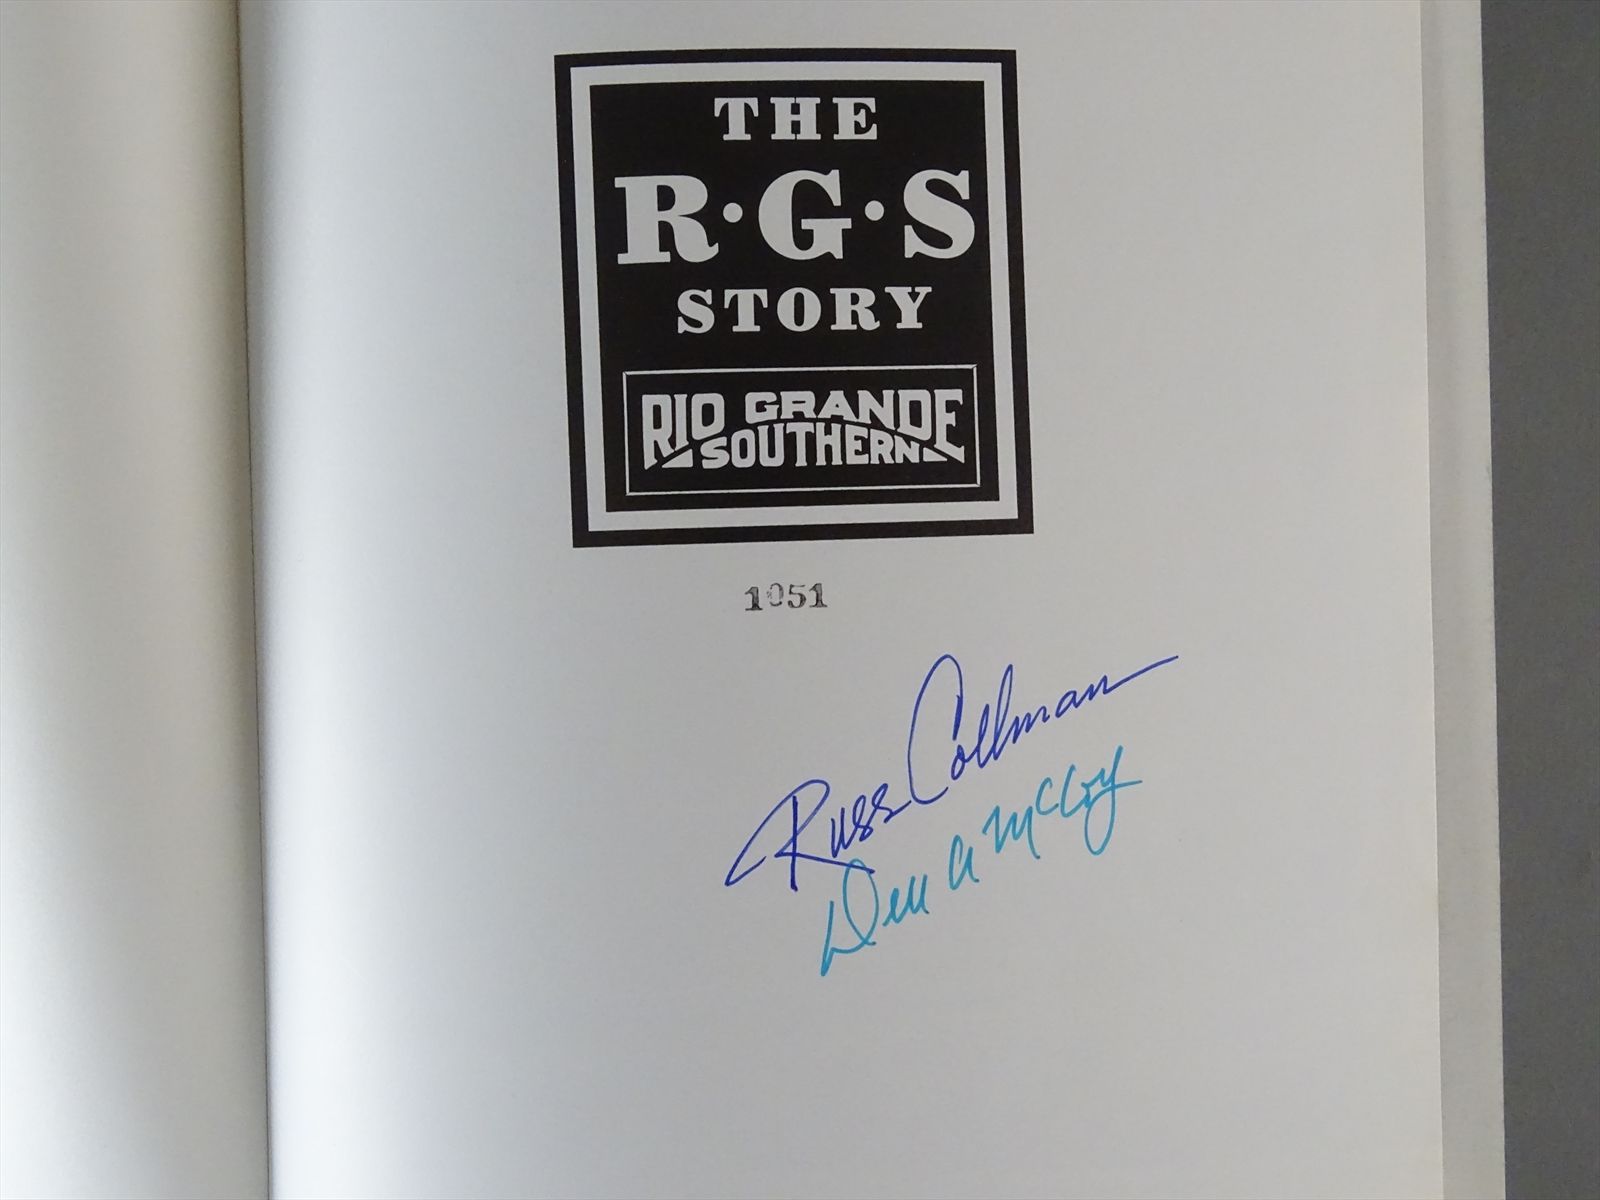 THE
R·G·S
STORY
RIO GRANDE
SOUTHERN
1051
Russ Collman
Dell A McCoy